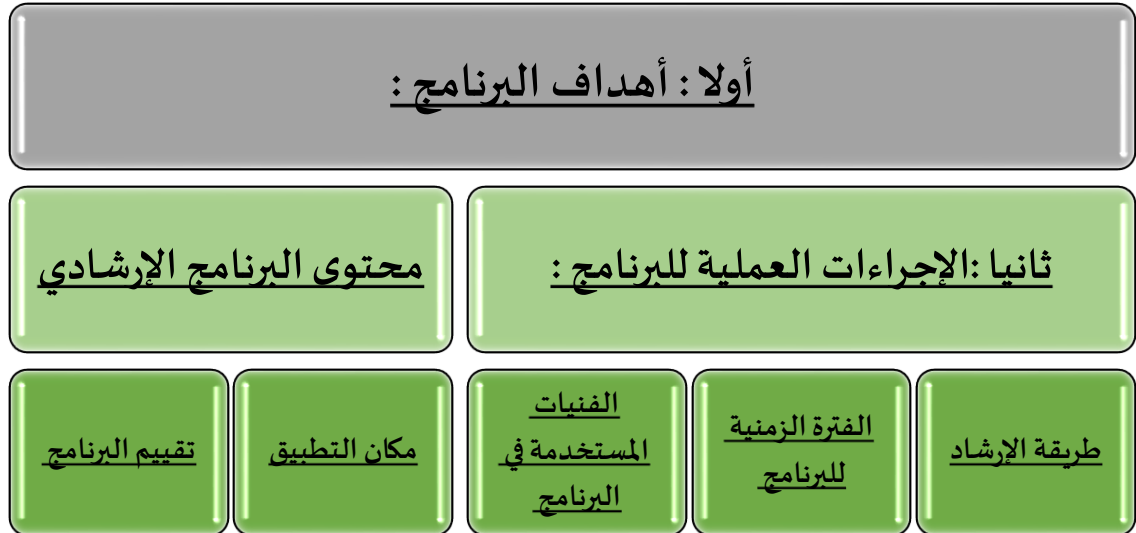 أولا : أهداف البرنامج :
ثانيا :الإجراءات العملية للبرنامج :
محتوى البرنامج الإرشادي
طريقة الإرشاد
الفترة الزمنية
للبرنامج
الفنيات
المستخدمة في
البرنامج
مكان التطبيق
تقييم البرنامج